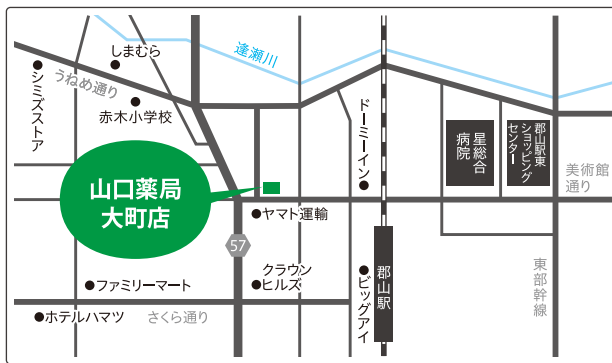 しまむら
逢瀬川
シミズストア
うねめ通り
赤木小学校
ドーミーイン
星総合
病院
郡山駅東
ショッピング
センター
美術館
通り
山口薬局
大町店
ヤマト運輸
57
クラウン
ヒルズ
ファミリーマート
ホテルハマツ
さくら通り
ビッグアイ
郡山駅
東部幹線